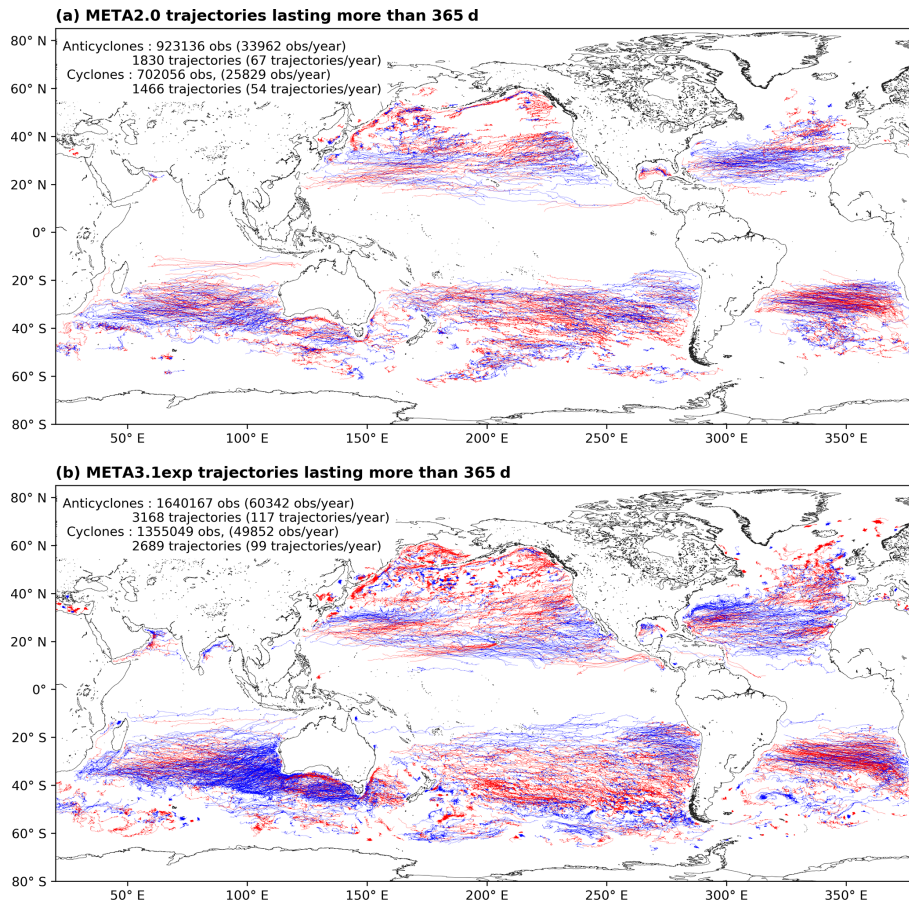 (a) META2.0 trajectories lasting more than 365 d
80° N
Anticyclones : 923136 obs (33962 obs/year)
1830 trajectories (67 trajectories/year)
Cyclones : 702056 obs, (25829 obs/year)
1466 trajectories (54 trajectories/year)
60° N
40° N
20° N
0°
20° S
40° S
60° S
80° S
50° E 100° E 150° E 200° E 250° E 300° E 350° E
(b) META3.1exp trajectories lasting more than 365 d
80° N
Anticyclones : 1640167 obs (60342 obs/year)
3168 trajectories (117 trajectories/year)
Cyclones : 1355049 obs, (49852 obs/year)
2689 trajectories (99 trajectories/year)
60° N
40° N
20° N
0°
20° S
40° S
60° S
80° S
50° E 100° E 150° E 200° E 250° E 300° E 350° E